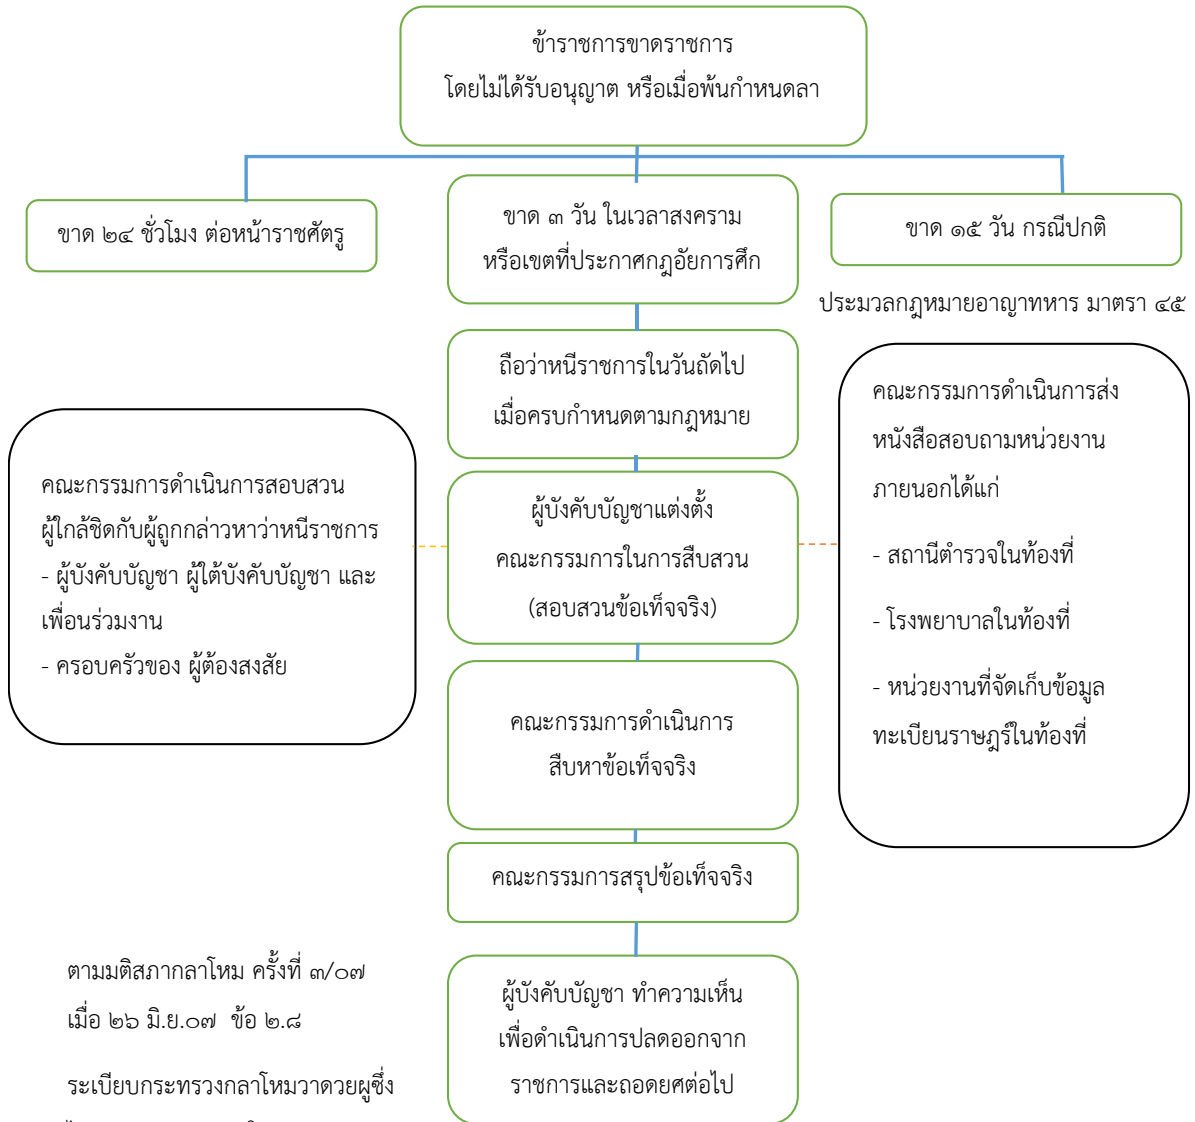 ข้าราชการขาดราชการ
โดยไม่ได้รับอนุญาต หรือเมื่อพ้นกำหนดลา
ขาด ๒๔ ชั่วโมง ต่อหน้าราชศัตรู
ขาด ๓ วัน ในเวลาสงคราม
หรือเขตที่ประกาศกฎอัยการศึก
ขาด ๑๕ วัน กรณีปกติ
ประมวลกฎหมายอาญาทหาร มาตรา ๔๕
ถือว่าหนีราชการในวันถัดไป
เมื่อครบกำหนดตามกฎหมาย
คณะกรรมการดำเนินการสอบสวน
ผู้ใกล้ชิดกับผู้ถูกกล่าวหาว่าหนีราชการ
- ผู้บังคับบัญชา ผู้ใต้บังคับบัญชา และ
เพื่อนร่วมงาน
- ครอบครัวของ ผู้ต้องสงสัย
ผู้บังคับบัญชาแต่งตั้ง
คณะกรรมการในการสืบสวน
(สอบสวนข้อเท็จจริง)
คณะกรรมการดำเนินการส่ง
หนังสือสอบถามหน่วยงาน
ภายนอกได้แก่
- สถานีตำรวจในท้องที่
- โรงพยาบาลในท้องที่
- หน่วยงานที่จัดเก็บข้อมูล
ทะเบียนราษฎร์ในท้องที่
คณะกรรมการดำเนินการ
สืบหาข้อเท็จจริง
คณะกรรมการสรุปข้อเท็จจริง
ผู้บังคับบัญชา ทำความเห็น
เพื่อดำเนินการปลดออกจาก
ราชการและถอดยศต่อไป
ตามมติสภากลาโหม ครั้งที่ ๓/๐๗
เมื่อ ๒๖ มิ.ย.๐๗ ข้อ ๒.๘
ระเบียบกระทรวงกลาโหมวาดวยผูซึ่ง